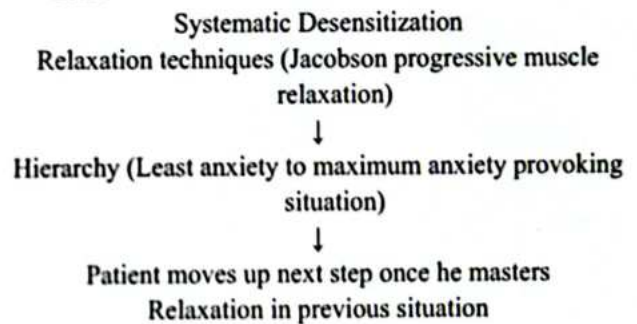 Systematic Desensitization
Relaxation techniques (Jacobson progressive muscle
relaxation)
↓
Hierarchy (Least anxiety to maximum anxiety provoking
situation)
↓
Patient moves up next step once he masters
Relaxation in previous situation